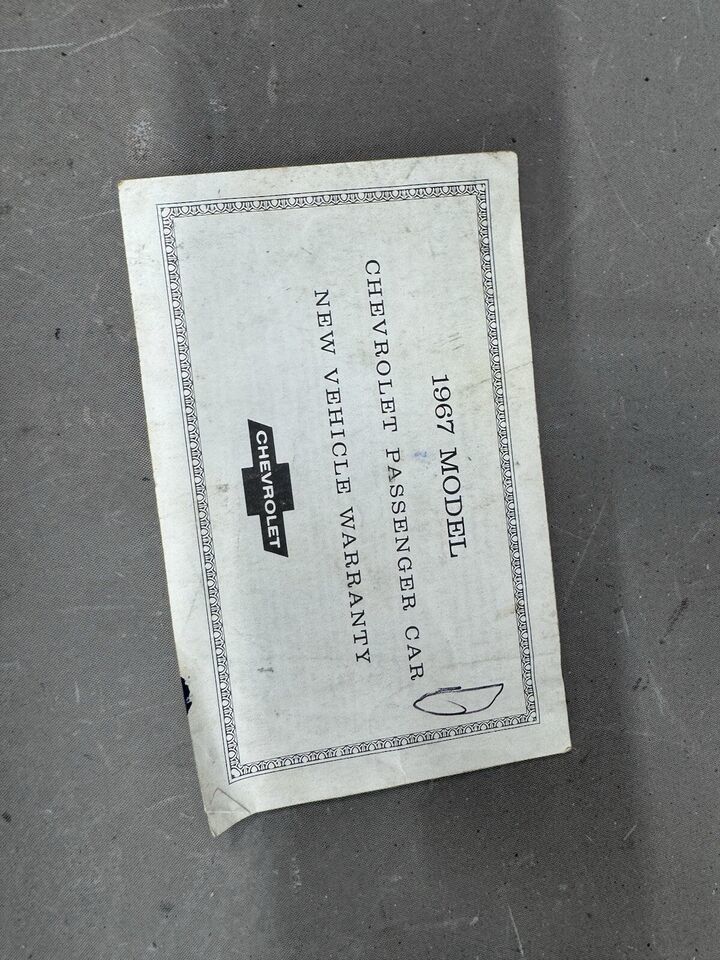 1967 MODEL
CHEVROLET PASSENGER CAR
NEW VEHICLE WARRANTY
CHEVROLET